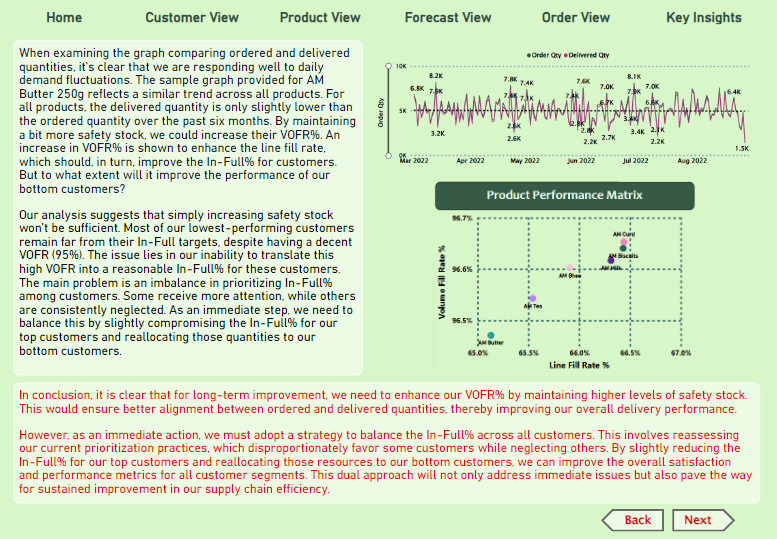 Home Customer View Product View Forecast View Order View Key Insights
When examining the graph comparing ordered and delivered
quantities, it's clear that we are responding well to daily
demand fluctuations. The sample graph provided for AM
Butter 250g reflects a similar trend across all products. For
all products, the delivered quantity is only slightly lower than
the ordered quantity over the past six months. By maintaining
a bit more safety stock, we could increase their VOFR%. An
increase in VOFR% is shown to enhance the line fill rate,
which should, in turn, improve the In-Full% for customers.
But to what extent will it improve the performance of our
bottom customers?
Our analysis suggests that simply increasing safety stock
won't be sufficient. Most of our lowest-performing customers
remain far from their In-Full targets, despite having a decent
VOFR (95%). The issue lies in our inability to translate this
high VOFR into a reasonable In-Full% for these customers.
The main problem is an imbalance in prioritizing In-Full%
among customers. Some receive more attention, while others
are consistently neglected. As an immediate step, we need to
balance this by slightly compromising the In-Full% for our
top customers and reallocating those quantities to our
bottom customers.
Order Qty Delivered Qty
Order Qty
10K
5K
0K
6.8K 8.2K 7.9K 3.2K 7.8K 7.4K 7.4K 7.1K 2.6K 2.6K 7.6K 6.0K 2.2K 2.7K 8.1K 7.0K 7.9K 3.4K 3.4K 2.2K 6.4K 1.5K
Mar 2022 Apr 2022 May 2022 Jun 2022 Jul 2022 Aug 2022
Product Performance Matrix
Volume Fill Rate %
96.7%
96.6%
96.5%
AM Curd
AM Biscuits
AM Milk
AM Ghee
AM Tea
AM Butter
65.0% 65.5% 66.0% 66.5% 67.0%
Line Fill Rate %
In conclusion, it is clear that for long-term improvement, we need to enhance our VOFR% by maintaining higher levels of safety stock.
This would ensure better alignment between ordered and delivered quantities, thereby improving our overall delivery performance.
However, as an immediate action, we must adopt a strategy to balance the In-Full% across all customers. This involves reassessing
our current prioritization practices, which disproportionately favor some customers while neglecting others. By slightly reducing the
In-Full% for our top customers and reallocating those resources to our bottom customers, we can improve the overall satisfaction
and performance metrics for all customer segments. This dual approach will not only address immediate issues but also pave the way
for sustained improvement in our supply chain efficiency.
Back Next